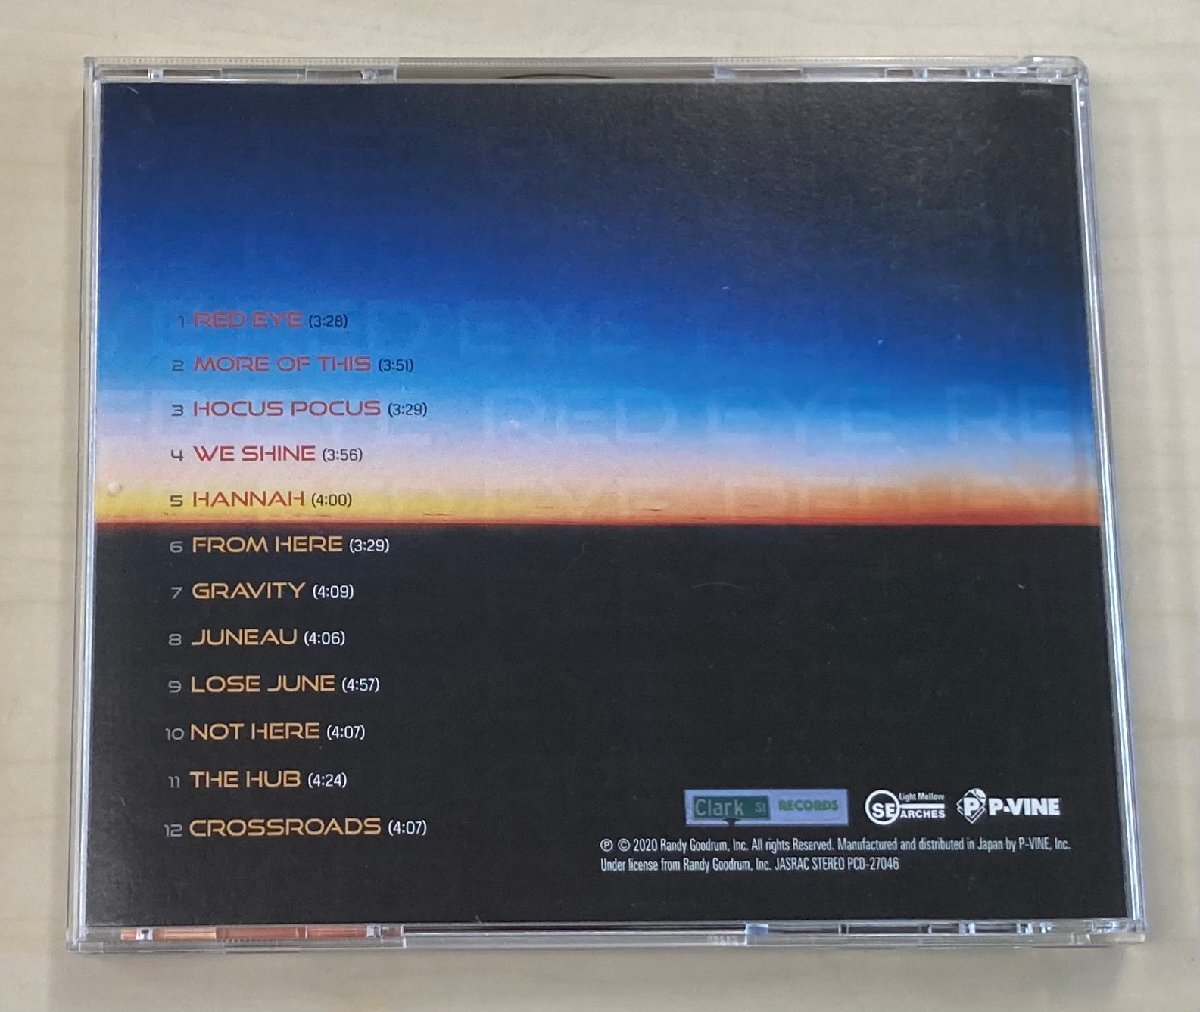 1 RED EYE (3:28)
2 MORE OF THIS (3:51)
3 HOCUS POCUS (3:29)
4 WE SHINE (3:56)
5 HANNAH (4:00)
6 FROM HERE (3:29)
7 GRAVITY (4:09)
8 JUNEAU (4:06)
9 LOSE JUNE (4:57)
10 NOT HERE (4:07)
11 THE HUB (4:24)
12 CROSSROADS (4:07)
RED EYE
RED EYE
Clark St RECORDS
Light Mellow
SEARCHES
P-VINE
℗ © 2020 Randy Goodrum, Inc. All rights Reserved. Manufactured and distributed in Japan by P-VINE, Inc.
Under license from Randy Goodrum, Inc. JASRAC STEREO PCD-27046